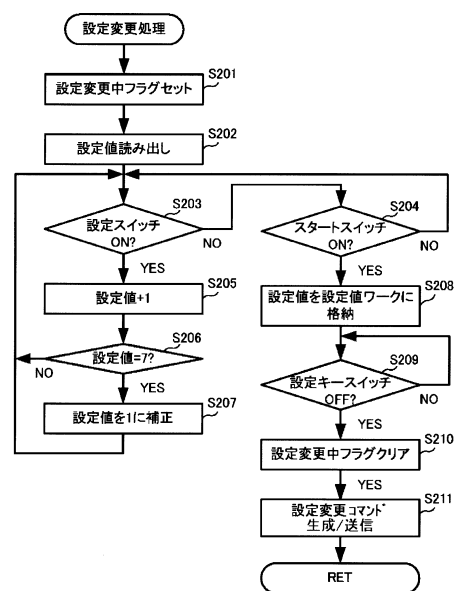 設定変更処理
S201
設定変更中フラグセット
S202
設定値読み出し
S203
設定スイッチ
ON?
NO
YES
S204
スタートスイッチ
ON?
NO
YES
S205
設定値+1
S206
設定値=7?
NO
YES
S207
設定値を1に補正
S208
設定値を設定値ワークに
格納
S209
設定キースイッチ
OFF?
NO
YES
S210
設定変更中フラグクリア
YES
S211
設定変更コマンド
生成/送信
RET